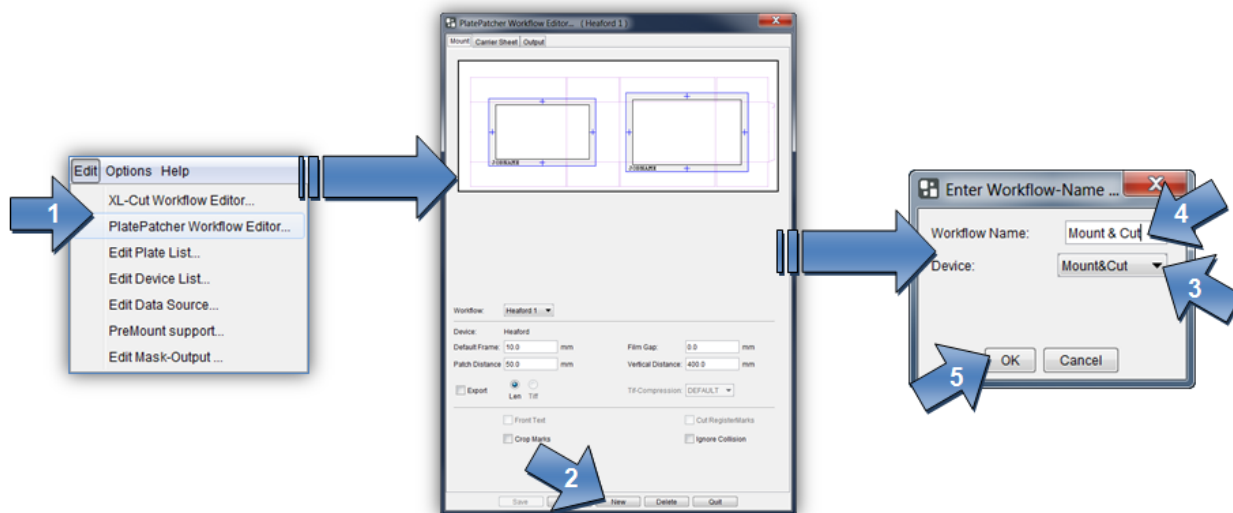 Edit Options Help
XL-Cut Workflow Editor...
PlatePatcher Workflow Editor...
Edit Plate List...
Edit Device List...
Edit Data Source...
PreMount support...
Edit Mask-Output ...
1
PlatePatcher Workflow Editor... (Heaford 1)
Mount Carrier Sheet Output
JOBNAME
JOBNAME
Workflow: Heaford 1
Device: Heaford
Default Frame: 10.0 mm Film Gap: 0.0 mm
Patch Distance 50.0 mm Vertical Distance: 400.0 mm
Export Len Tiff Tif-Compression: DEFAULT
Front Text Cut RegisterMarks
Crop Marks Ignore Collision
2
Save New Delete Quit
Enter Workflow-Name ...
Workflow Name: Mount & Cut
4
Device: Mount&Cut
3
OK Cancel
5